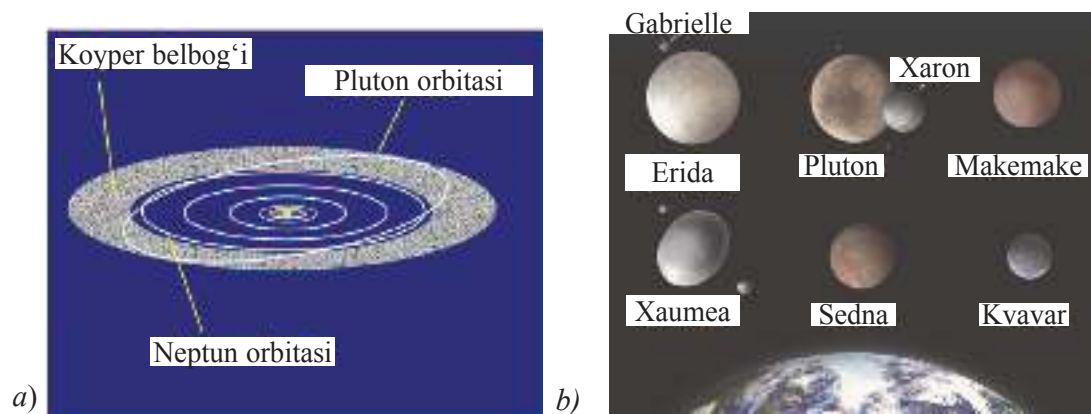 Koyper belbog‘i
Pluton orbitasi
Neptun orbitasi
a)
Gabrielle
Xaron
Erida
Pluton
Makemake
Xaumea
Sedna
Kvavar
b)